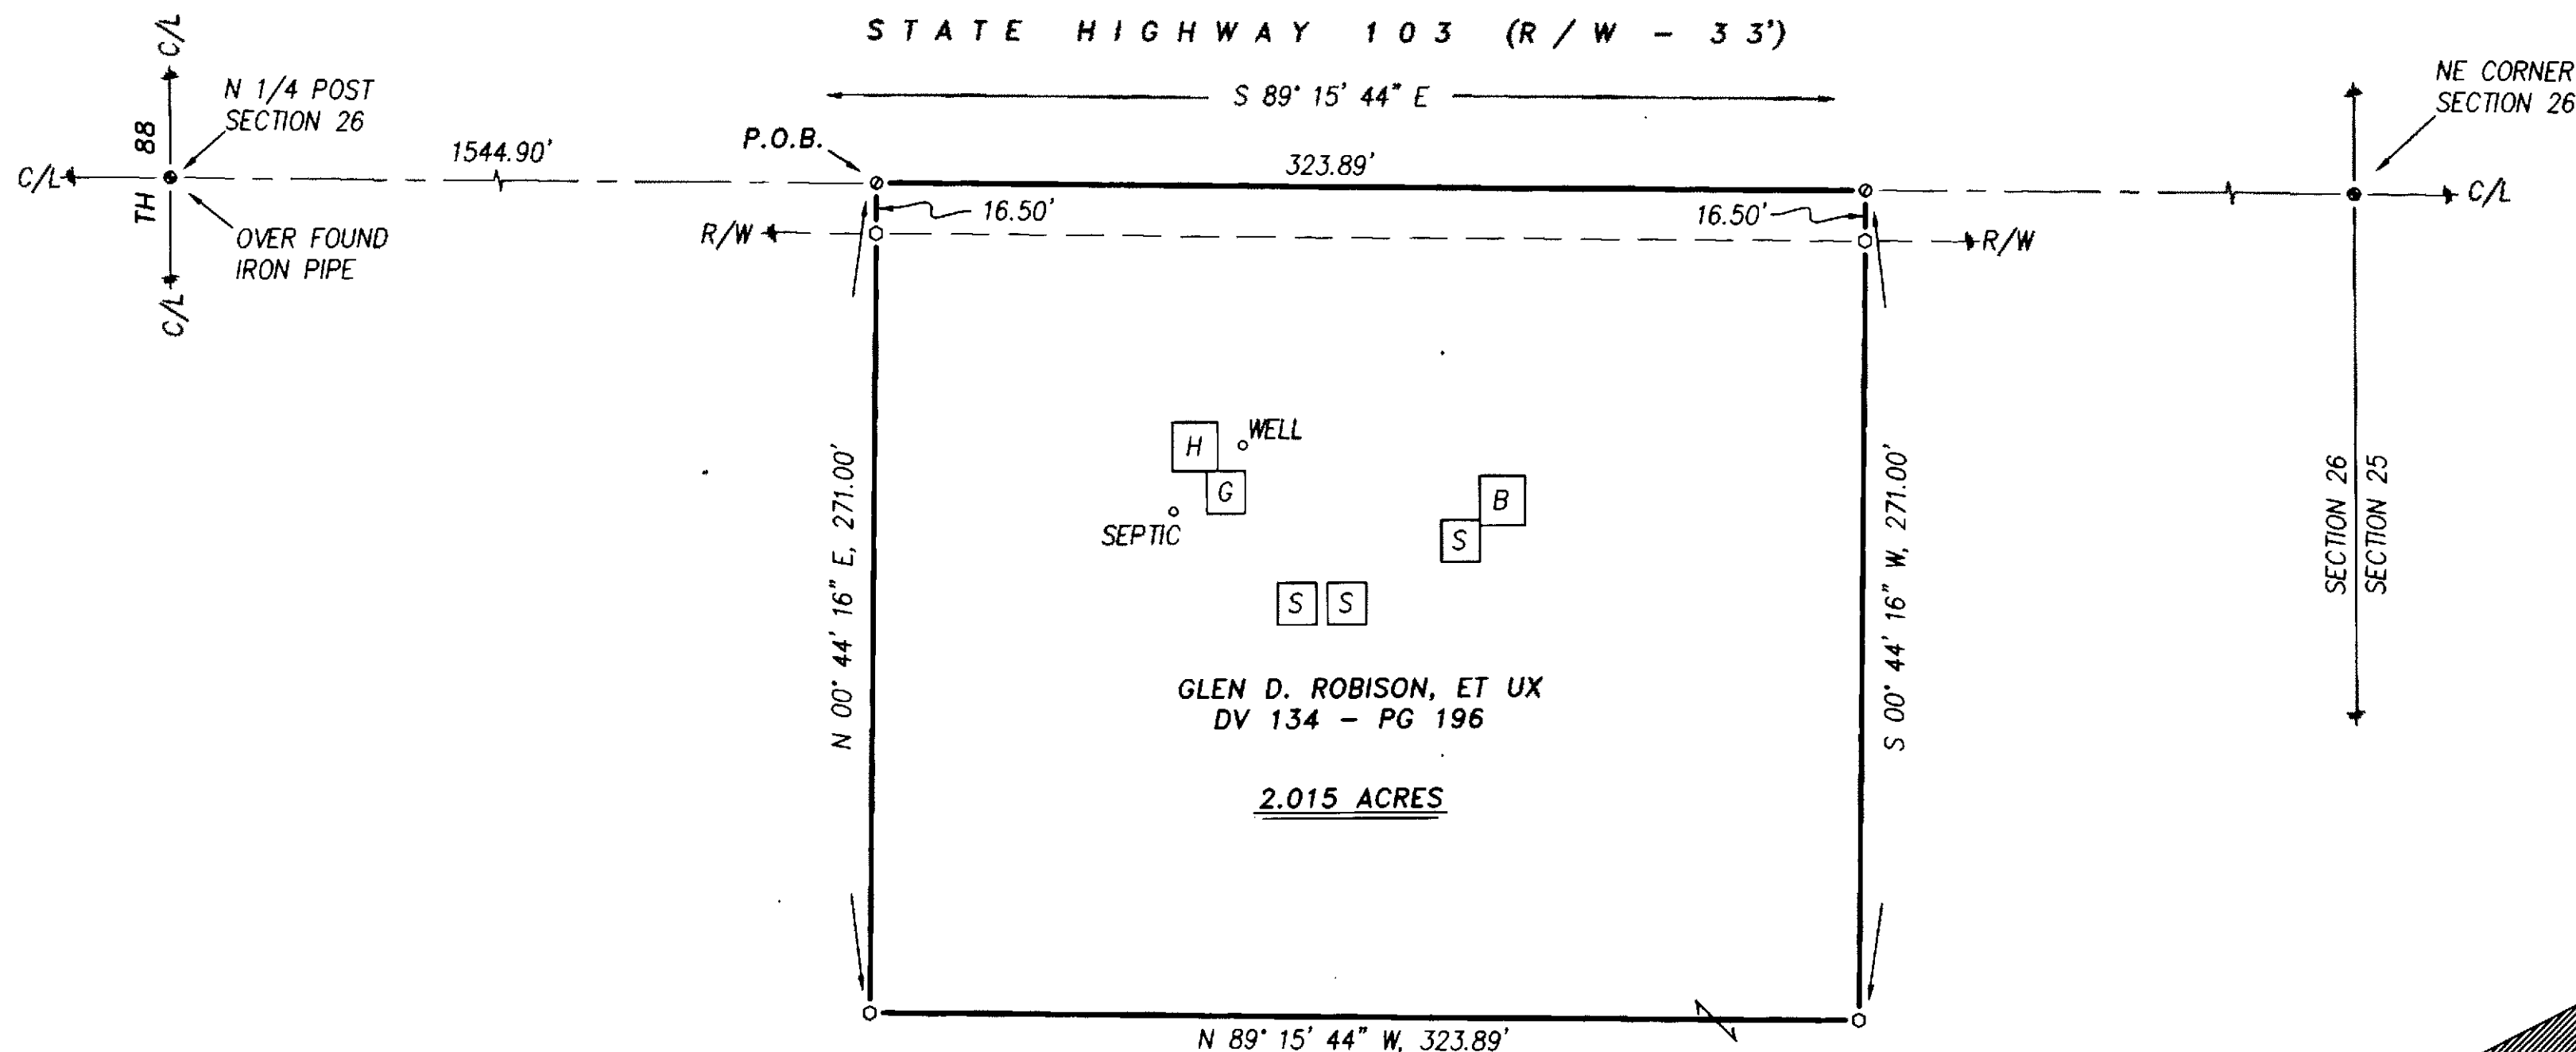 STATE HIGHWAY 103 (R/W - 33')
S 89° 15' 44" E
C/L
N 1/4 POST
SECTION 26
NE CORNER
SECTION 26
TH 88
P.O.B.
1544.90'
323.89'
C/L
C/L
16.50'
16.50'
R/W
R/W
OVER FOUND
IRON PIPE
C/L
H
WELL
G
B
SEPTIC
S
S
S
N 00° 44' 16" E, 271.00'
S 00° 44' 16" W, 271.00'
SECTION 26
SECTION 25
GLEN D. ROBISON, ET UX
DV 134 - PG 196
2.015 ACRES
N 89° 15' 44" W, 323.89'